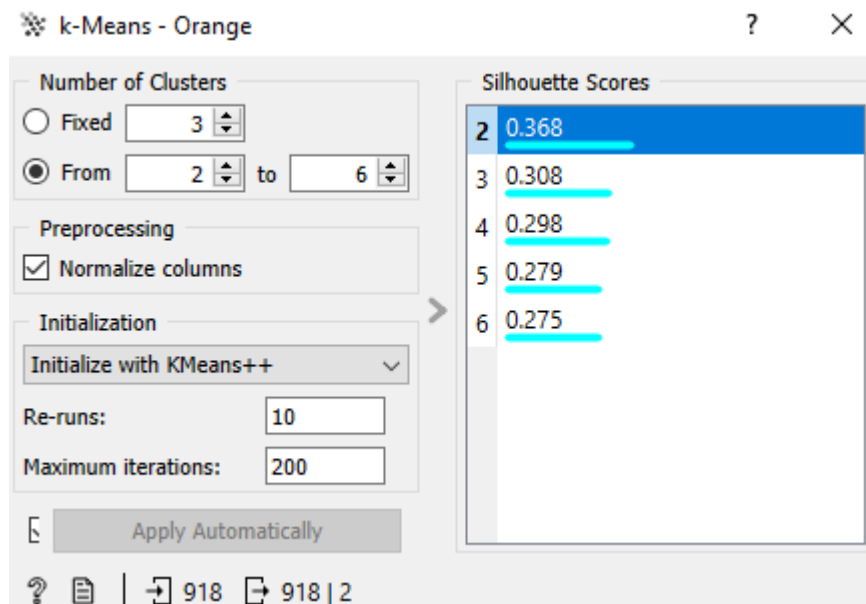 k-Means - Orange
Number of Clusters
Fixed 3
From 2 to 6
Preprocessing
Normalize columns
Initialization
Initialize with KMeans++
Re-runs: 10
Maximum iterations: 200
Apply Automatically
918 918 | 2
Silhouette Scores
2 0.368
3 0.308
4 0.298
5 0.279
6 0.275